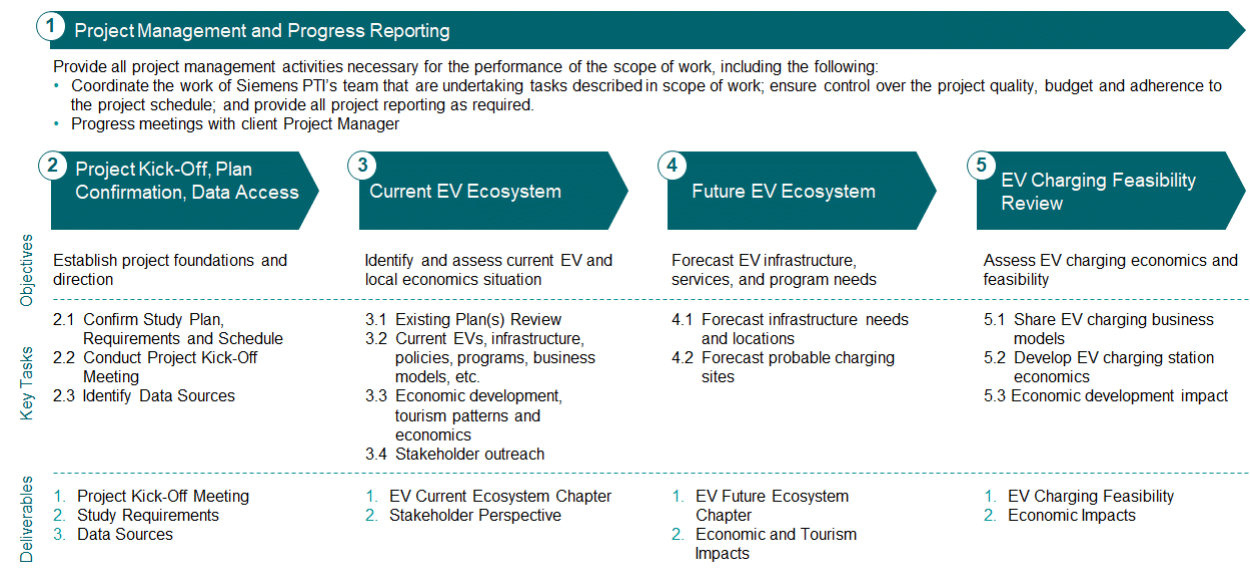 1 Project Management and Progress Reporting
Provide all project management activities necessary for the performance of the scope of work, including the following:
• Coordinate the work of Siemens PTI's team that are undertaking tasks described in scope of work; ensure control over the project quality, budget and adherence to
the project schedule; and provide all project reporting as required.
• Progress meetings with client Project Manager
2 Project Kick-Off, Plan
Confirmation, Data Access
3
Current EV Ecosystem
4
Future EV Ecosystem
5 EV Charging Feasibility
Review
Objectives
Establish project foundations and
direction
Identify and assess current EV and
local economics situation
Forecast EV infrastructure,
services, and program needs
Assess EV charging economics and
feasibility
Key Tasks
2.1 Confirm Study Plan,
Requirements and Schedule
2.2 Conduct Project Kick-Off
Meeting
2.3 Identify Data Sources
3.1 Existing Plan(s) Review
3.2 Current EVs, infrastructure,
policies, programs, business
models, etc.
3.3 Economic development,
tourism patterns and
economics
3.4 Stakeholder outreach
4.1 Forecast infrastructure needs
and locations
4.2 Forecast probable charging
sites
5.1 Share EV charging business
models
5.2 Develop EV charging station
economics
5.3 Economic development impact
Deliverables
1. Project Kick-Off Meeting
2. Study Requirements
3. Data Sources
1. EV Current Ecosystem Chapter
2. Stakeholder Perspective
1. EV Future Ecosystem
Chapter
2. Economic and Tourism
Impacts
1. EV Charging Feasibility
2. Economic Impacts